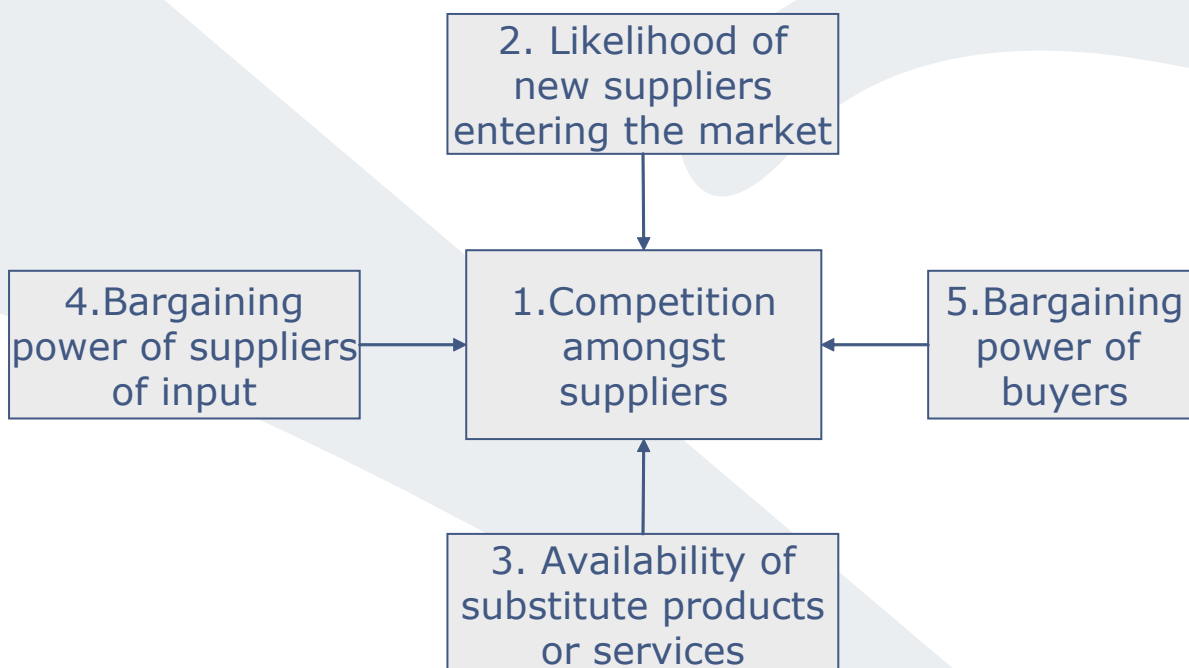 2. Likelihood of
new suppliers
entering the market
4.Bargaining
power of suppliers
of input
1.Competition
amongst
suppliers
5.Bargaining
power of
buyers
3. Availability of
substitute products
or services